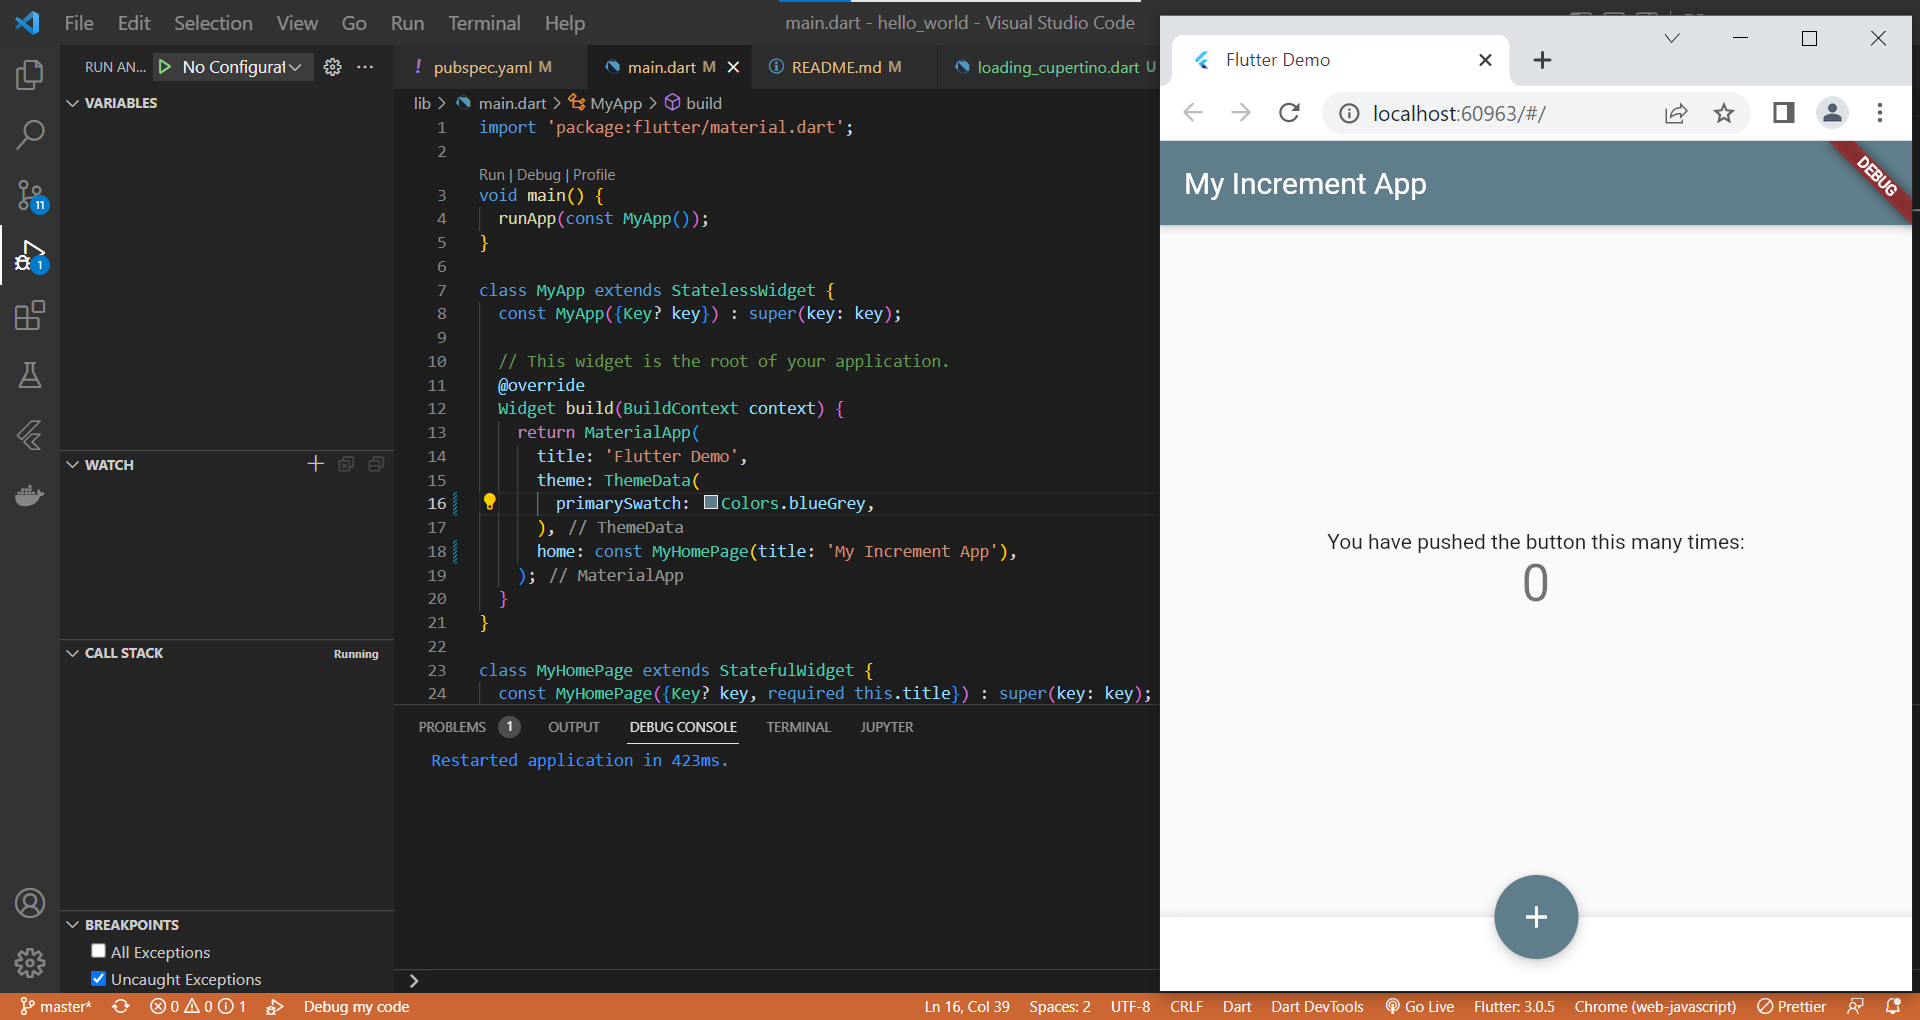 File Edit Selection View Go Run Terminal Help
main.dart - hello_world - Visual Studio Code
RUN AN... No Configurat
VARIABLES
WATCH
CALL STACK
Running
BREAKPOINTS
All Exceptions
Uncaught Exceptions
11
1
! pubspec.yaml M
main.dart M
README.md M
loading_cupertino.dart U
lib > main.dart > MyApp > build
1 import 'package:flutter/material.dart';
2
Run | Debug | Profile
3 void main() {
4 runApp(const MyApp());
5 }
6
7 class MyApp extends StatelessWidget {
8 const MyApp({Key? key}) : super(key: key);
9
10 // This widget is the root of your application.
11 @override
12 Widget build(BuildContext context) {
13 return MaterialApp(
14 title: 'Flutter Demo',
15 theme: ThemeData(
16 primarySwatch: Colors.blueGrey,
17 ), // ThemeData
18 home: const MyHomePage(title: 'My Increment App'),
19 ); // MaterialApp
20 }
21 }
22
23 class MyHomePage extends StatefulWidget {
24 const MyHomePage({Key? key, required this.title}) : super(key: key);
PROBLEMS 1 OUTPUT DEBUG CONSOLE TERMINAL JUPYTER
Restarted application in 423ms.
Flutter Demo
localhost:60963/#/
My Increment App
DEBUG
You have pushed the button this many times:
0
+
master* 0 0 1 Debug my code Ln 16, Col 39 Spaces: 2 UTF-8 CRLF Dart Dart DevTools Go Live Flutter: 3.0.5 Chrome (web-javascript) Prettier